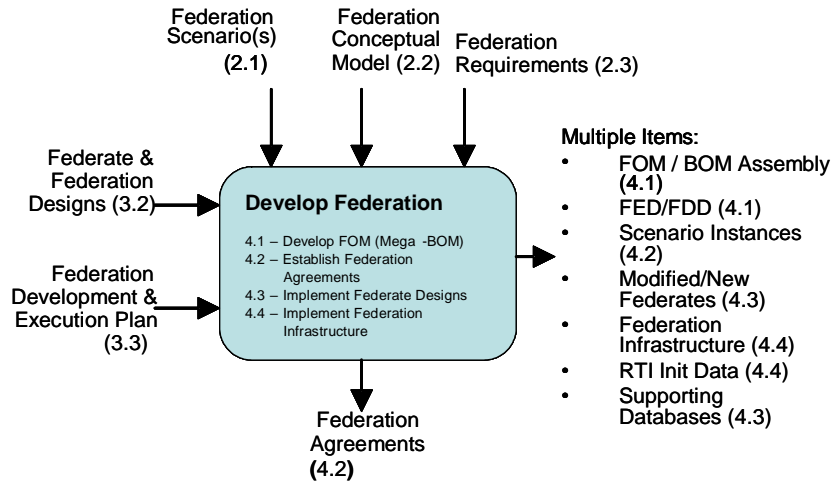 Federation
Scenario(s)
(2.1)
Federation
Conceptual
Model (2.2)
Federation
Requirements (2.3)
Federate &
Federation
Designs (3.2)
Federation
Development &
Execution Plan
(3.3)
Develop Federation
4.1 – Develop FOM (Mega -BOM)
4.2 – Establish Federation
Agreements
4.3 – Implement Federate Designs
4.4 – Implement Federation
Infrastructure
Federation
Agreements
(4.2)
Multiple Items:
• FOM / BOM Assembly
(4.1)
• FED/FDD (4.1)
• Scenario Instances
(4.2)
• Modified/New
Federates (4.3)
• Federation
Infrastructure (4.4)
• RTI Init Data (4.4)
• Supporting
Databases (4.3)